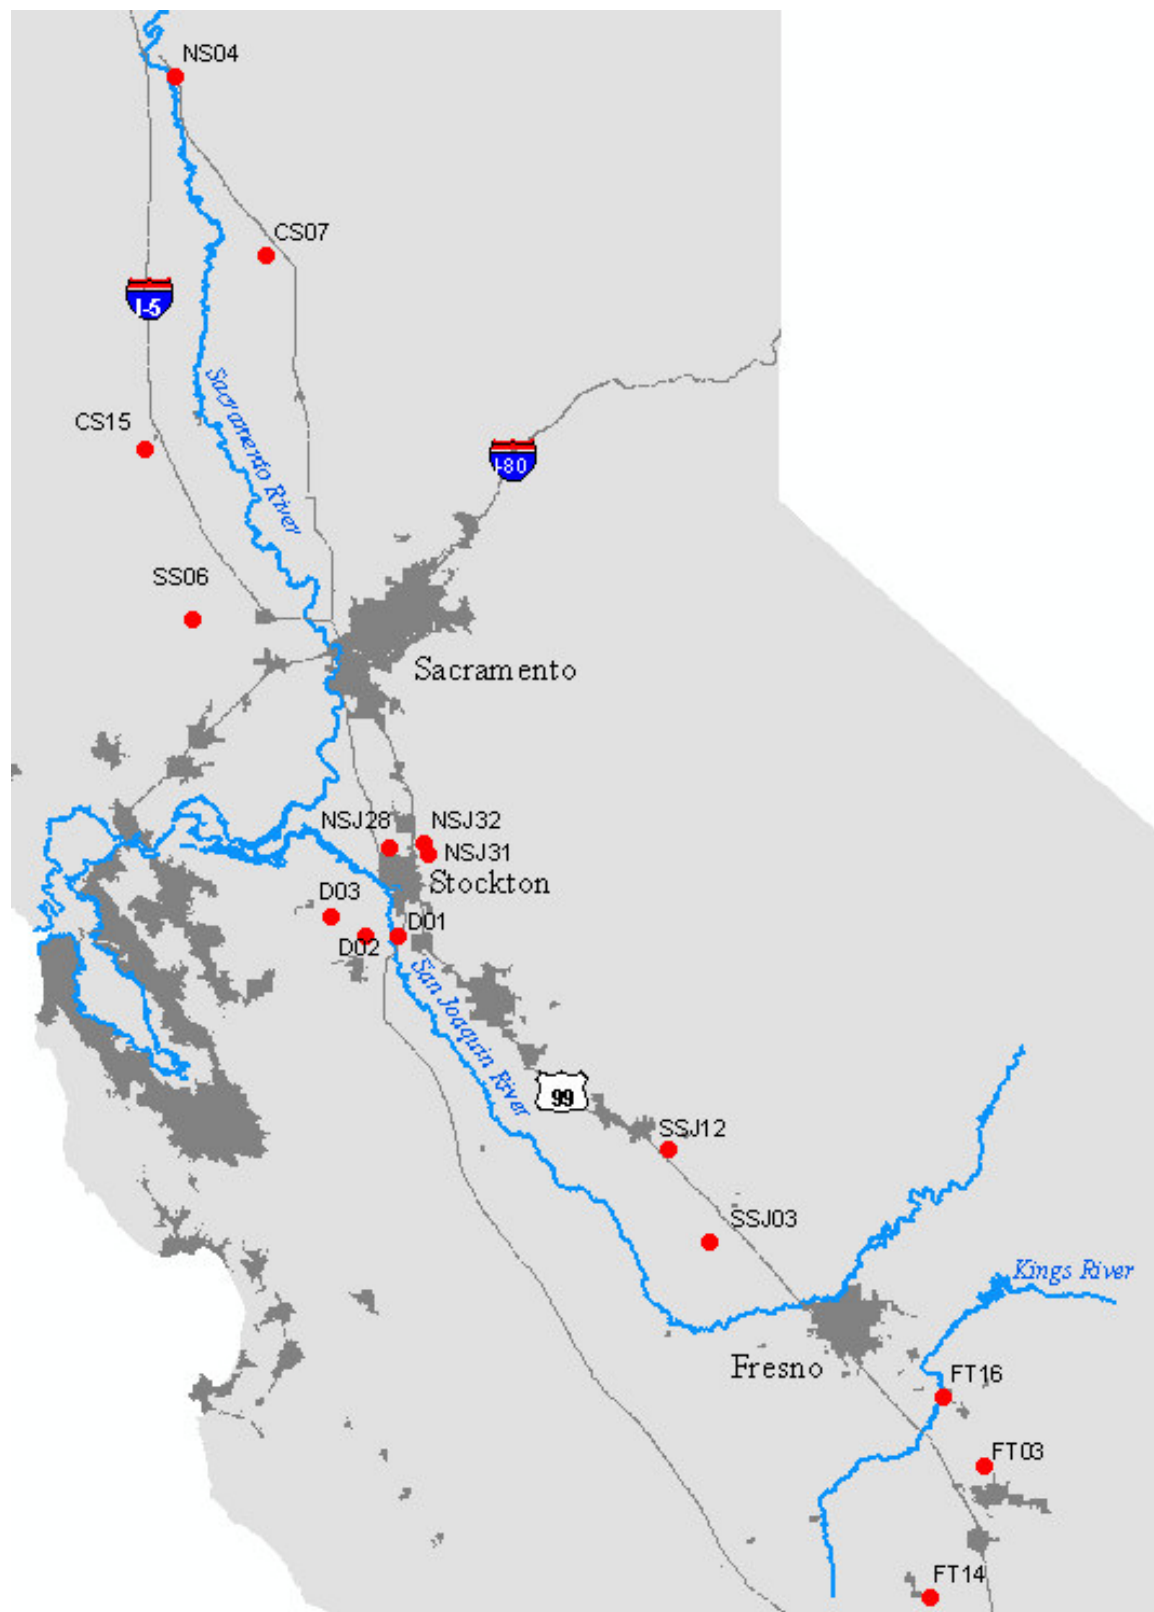 NS04
CS07
I-5
Sacramento River
CS15
I-80
SS06
Sacramento
NSJ28
NSJ32
NSJ31
Stockton
D03
D01
D02
San Joaquin River
99
SSJ12
SSJ03
Kings River
Fresno
FT16
FT03
FT14